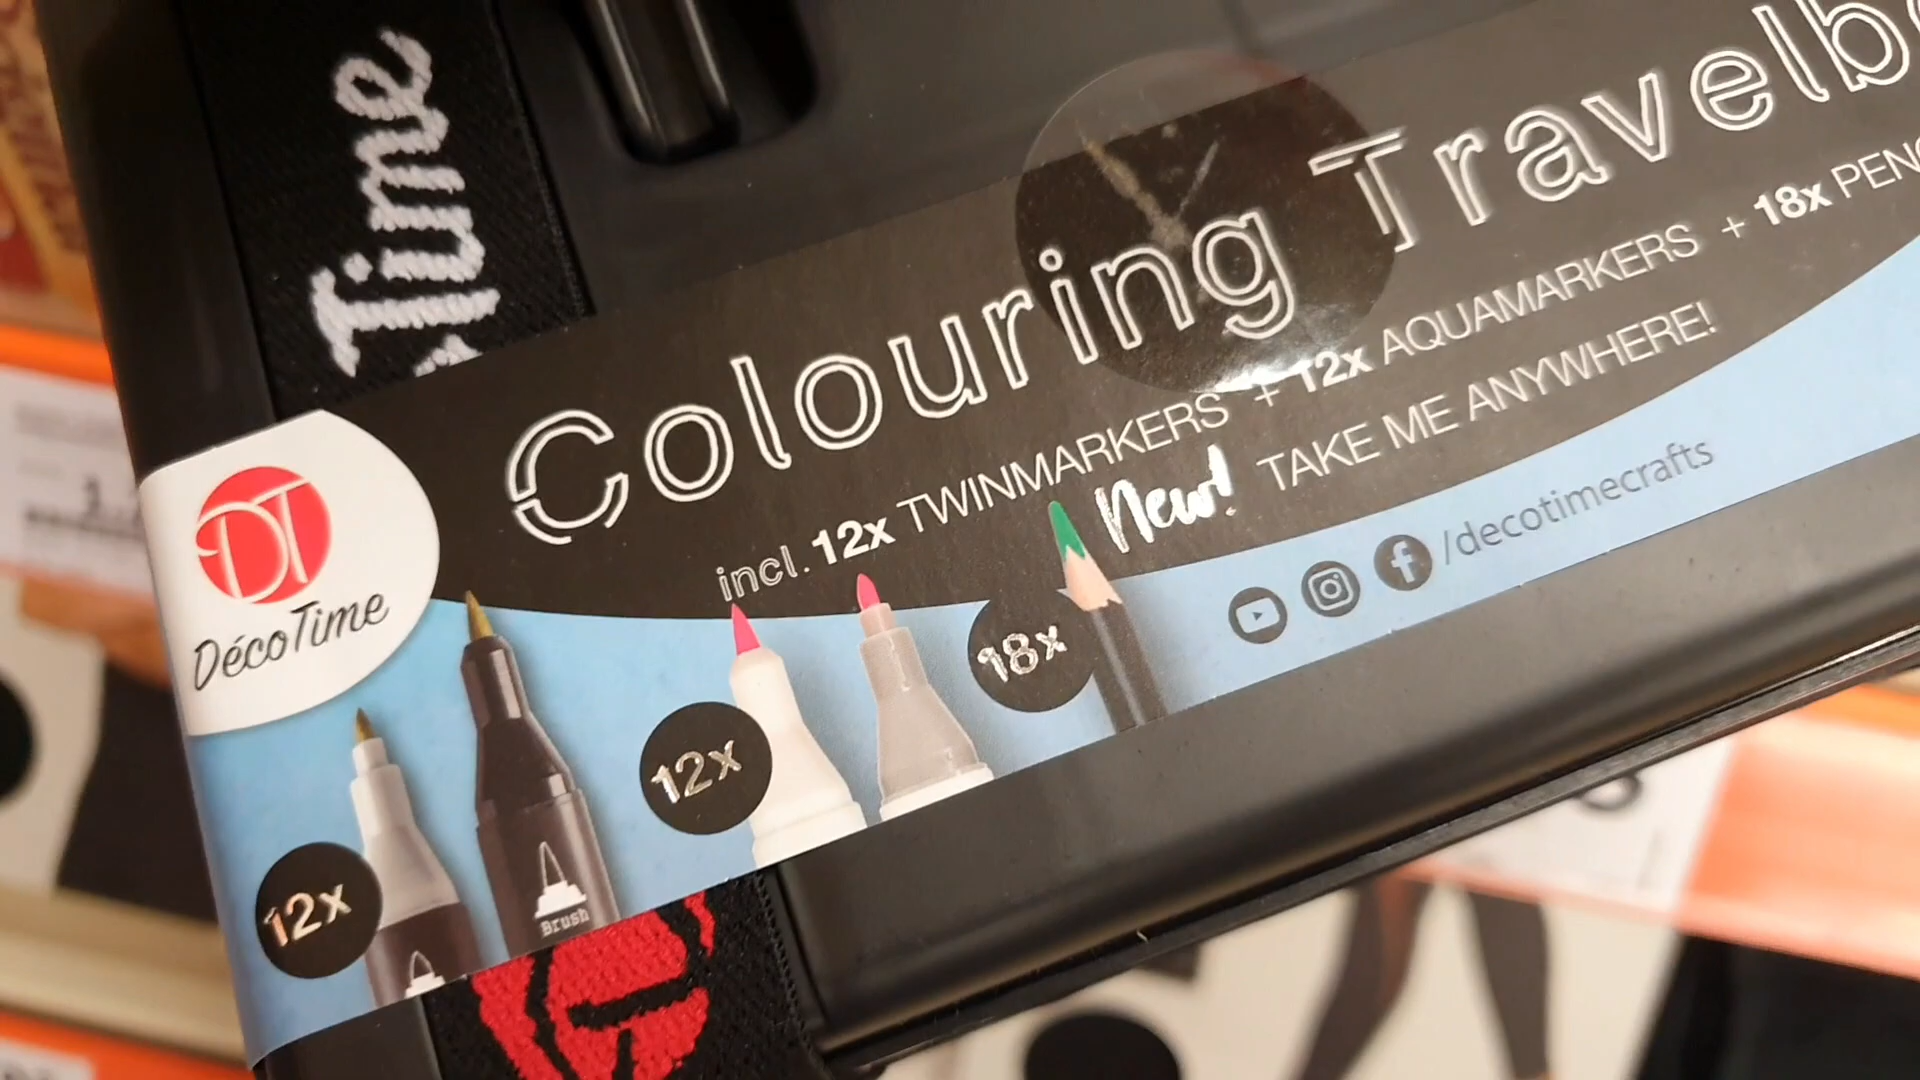 Time
Colouring Travelb
incl. 12x TWINMARKERS + 12x AQUAMARKERS + 18x PENC
New! TAKE ME ANYWHERE!
/decotimecrafts
DT
DécoTime
18x
12x
12x
Brush